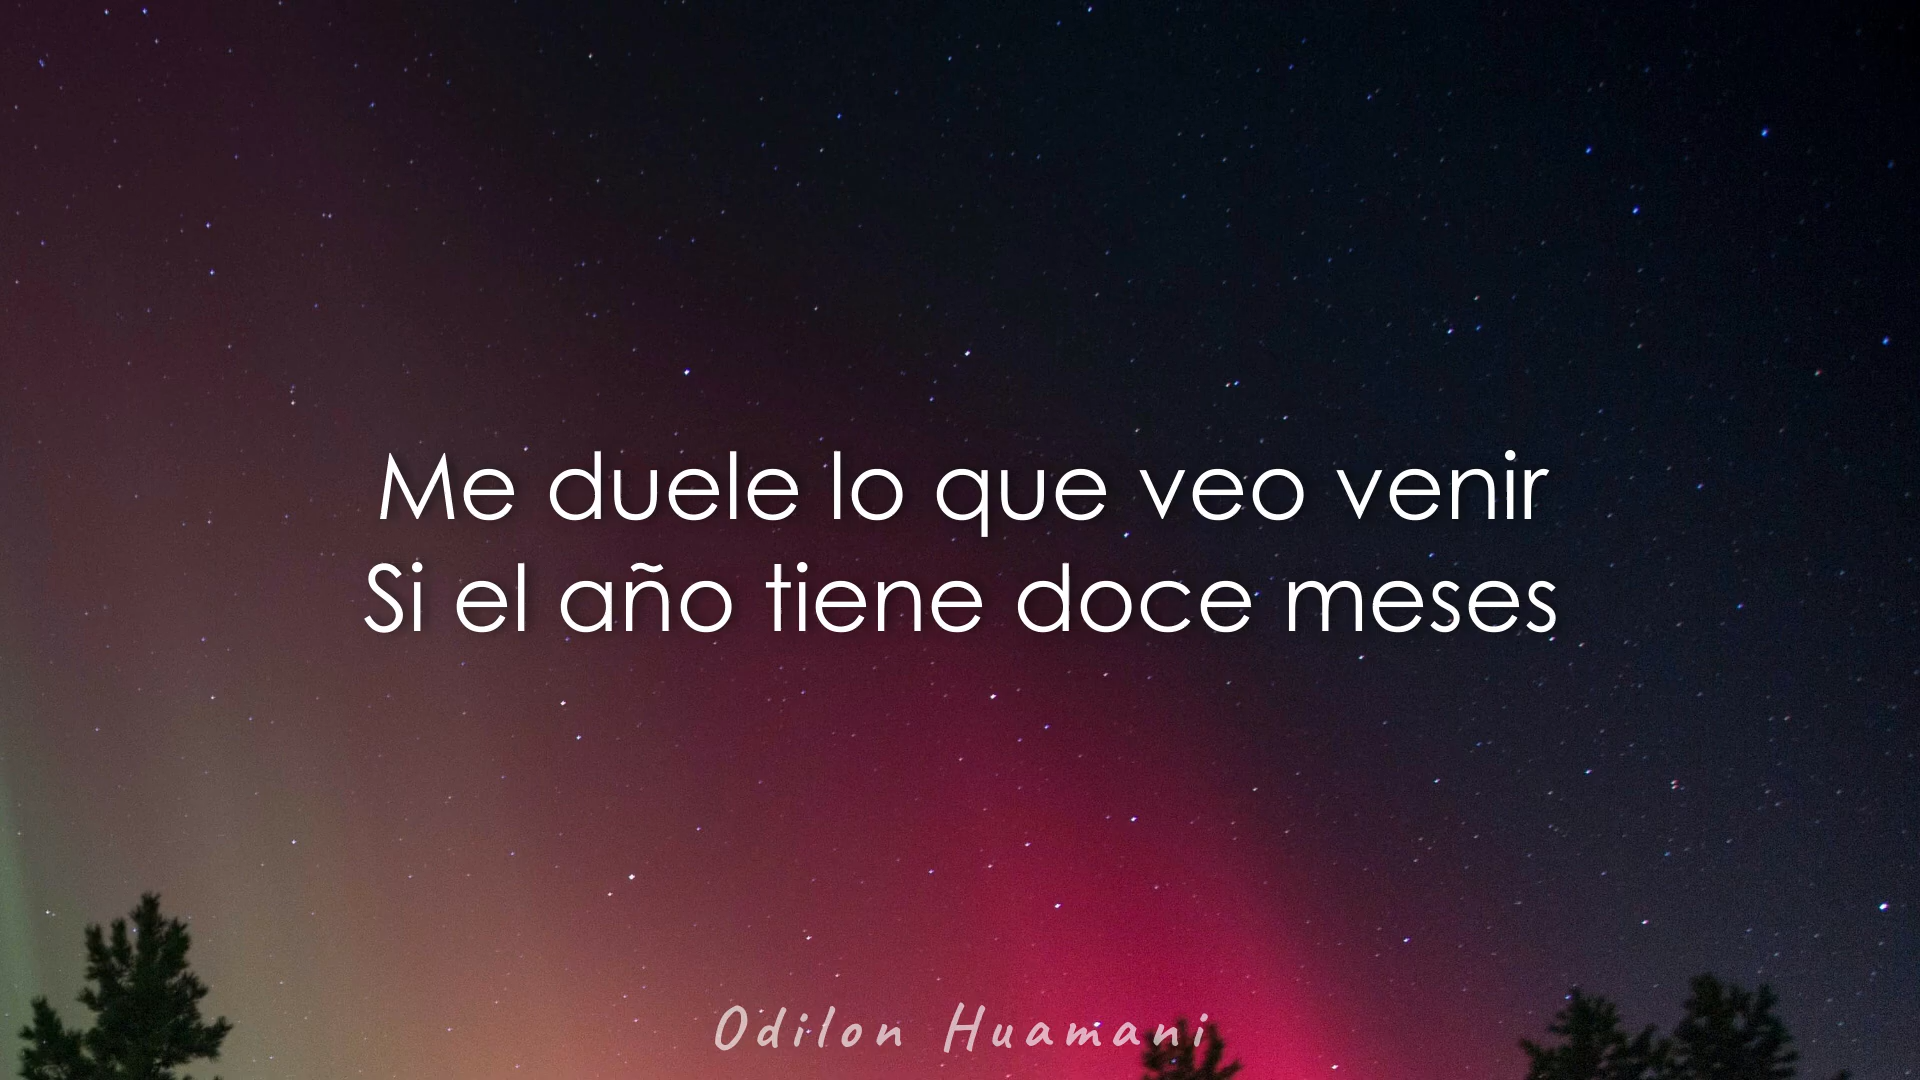 Me duele lo que veo venir
Si el año tiene doce meses
Odilon Huamani